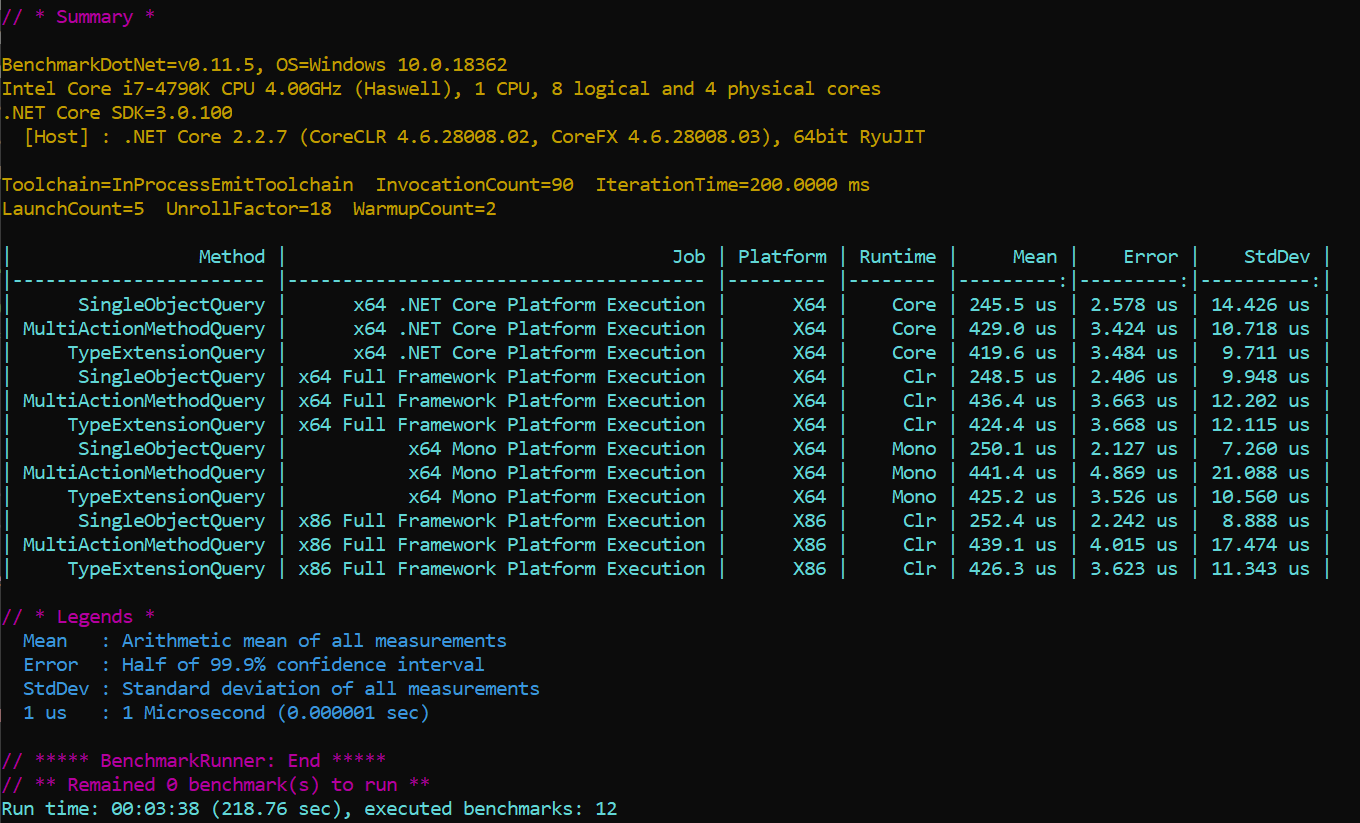 // * Summary *
BenchmarkDotNet=v0.11.5, OS=Windows 10.0.18362
Intel Core i7-4790K CPU 4.00GHz (Haswell), 1 CPU, 8 logical and 4 physical cores
.NET Core SDK=3.0.100
  [Host] : .NET Core 2.2.7 (CoreCLR 4.6.28008.02, CoreFX 4.6.28008.03), 64bit RyuJIT
Toolchain=InProcessEmitToolchain  InvocationCount=90  IterationTime=200.0000 ms
LaunchCount=5  UnrollFactor=18  WarmupCount=2
|                 Method |                                   Job | Platform | Runtime |     Mean |    Error |    StdDev |
|----------------------- |-------------------------------------- |--------- |-------- |---------:|---------:|----------:|
|      SingleObjectQuery |      x64 .NET Core Platform Execution |      X64 |    Core | 245.5 us | 2.578 us | 14.426 us |
| MultiActionMethodQuery |      x64 .NET Core Platform Execution |      X64 |    Core | 429.0 us | 3.424 us | 10.718 us |
|     TypeExtensionQuery |      x64 .NET Core Platform Execution |      X64 |    Core | 419.6 us | 3.484 us |  9.711 us |
|      SingleObjectQuery | x64 Full Framework Platform Execution |      X64 |     Clr | 248.5 us | 2.406 us |  9.948 us |
| MultiActionMethodQuery | x64 Full Framework Platform Execution |      X64 |     Clr | 436.4 us | 3.663 us | 12.202 us |
|     TypeExtensionQuery | x64 Full Framework Platform Execution |      X64 |     Clr | 424.4 us | 3.668 us | 12.115 us |
|      SingleObjectQuery |           x64 Mono Platform Execution |      X64 |    Mono | 250.1 us | 2.127 us |  7.260 us |
| MultiActionMethodQuery |           x64 Mono Platform Execution |      X64 |    Mono | 441.4 us | 4.869 us | 21.088 us |
|     TypeExtensionQuery |           x64 Mono Platform Execution |      X64 |    Mono | 425.2 us | 3.526 us | 10.560 us |
|      SingleObjectQuery | x86 Full Framework Platform Execution |      X86 |     Clr | 252.4 us | 2.242 us |  8.888 us |
| MultiActionMethodQuery | x86 Full Framework Platform Execution |      X86 |     Clr | 439.1 us | 4.015 us | 17.474 us |
|     TypeExtensionQuery | x86 Full Framework Platform Execution |      X86 |     Clr | 426.3 us | 3.623 us | 11.343 us |
// * Legends *
  Mean   : Arithmetic mean of all measurements
  Error  : Half of 99.9% confidence interval
  StdDev : Standard deviation of all measurements
  1 us   : 1 Microsecond (0.000001 sec)
// ***** BenchmarkRunner: End *****
// ** Remained 0 benchmark(s) to run **
Run time: 00:03:38 (218.76 sec), executed benchmarks: 12